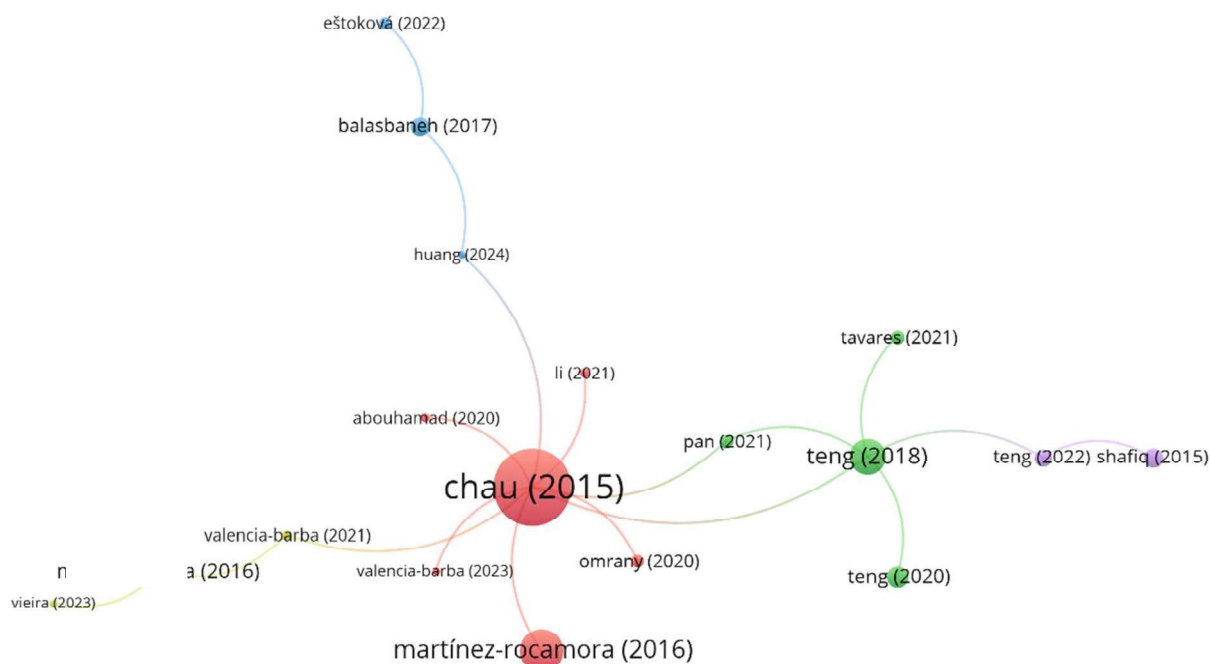 eštoková (2022)
balasbaneh (2017)
huang (2024)
tavares (2021)
li (2021)
abouhamad (2020)
pan (2021)
teng (2018)
teng (2022) shafiq (2015)
chau (2015)
valencia-barba (2021)
omrany (2020)
valencia-barba (2023)
a (2016)
teng (2020)
vieira (2023)
martínez-rocamora (2016)